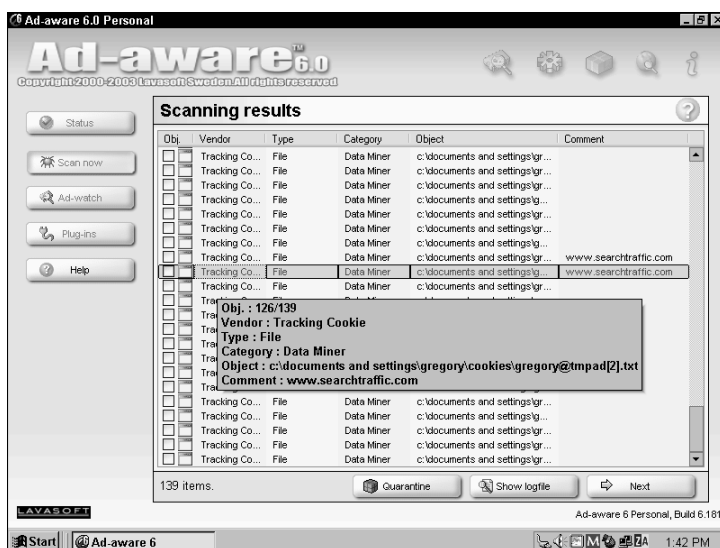 Ad-aware 6.0 Personal
Ad-aware 6.0
TM
Copyright 2000-2003 Lavasoft Sweden. All rights reserved
Scanning results
Status
Scan now
Ad-watch
Plug-ins
Help
Obj. Vendor Type Category Object Comment
Tracking Co... File Data Miner c:\documents and settings\gr...
Tracking Co... File Data Miner c:\documents and settings\gr...
Tracking Co... File Data Miner c:\documents and settings\gr...
Tracking Co... File Data Miner c:\documents and settings\g...
Tracking Co... File Data Miner c:\documents and settings\gr...
Tracking Co... File Data Miner c:\documents and settings\gr...
Tracking Co... File Data Miner c:\documents and settings\g...
Tracking Co... File Data Miner c:\documents and settings\gr... www.searchtraffic.com
Tracking Co... File Data Miner c:\documents and settings\g... www.searchtraffic.com
Tracking Co... File Data Miner c:\documents and settings\gr...
Obj. : 126/139
Vendor : Tracking Cookie
Type : File
Category : Data Miner
Object : c:\documents and settings\gregory\cookies\gregory@tmpad[2].txt
Comment : www.searchtraffic.com
Tracking Co... File Data Miner c:\documents and settings\gr...
Tracking Co... File Data Miner c:\documents and settings\g...
Tracking Co... File Data Miner c:\documents and settings\gr...
Tracking Co... File Data Miner c:\documents and settings\gr...
Tracking Co... File Data Miner c:\documents and settings\gr...
139 items.
Quarantine
Show logfile
Next
LAVASOFT
Ad-aware 6 Personal, Build 6.181
Start
Ad-aware 6
1:42 PM